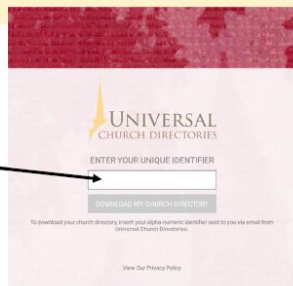 UNIVERSAL
CHURCH DIRECTORIES
ENTER YOUR UNIQUE IDENTIFIER
DOWNLOAD MY CHURCH DIRECTORY
To download your church directory, insert your alpha-numeric identifier sent to you via email from
Universal Church Directories.
View Our Privacy Policy